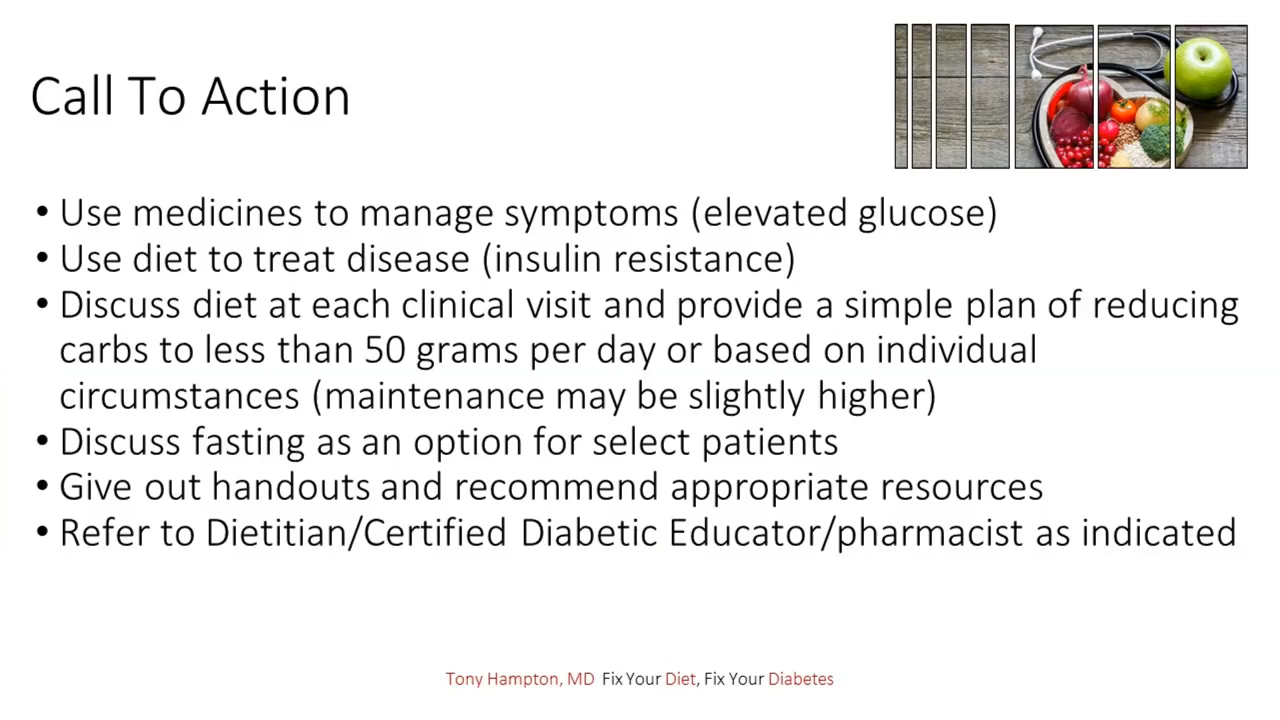 Call To Action
• Use medicines to manage symptoms (elevated glucose)
• Use diet to treat disease (insulin resistance)
• Discuss diet at each clinical visit and provide a simple plan of reducing
carbs to less than 50 grams per day or based on individual
circumstances (maintenance may be slightly higher)
• Discuss fasting as an option for select patients
• Give out handouts and recommend appropriate resources
• Refer to Dietitian/Certified Diabetic Educator/pharmacist as indicated
Tony Hampton, MD Fix Your Diet, Fix Your Diabetes